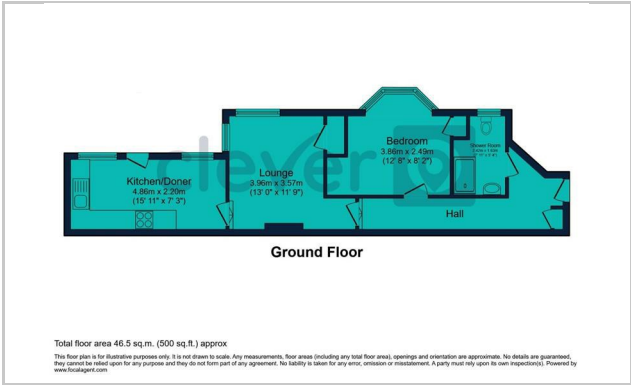 clever
Kitchen/Doner
4.86m x 2.20m
(15' 11" x 7' 3")
Lounge
3.96m x 3.57m
(13' 0" x 11' 9")
Bedroom
3.86m x 2.49m
(12' 8" x 8' 2")
Shower Room
Hall
Ground Floor
Total floor area 46.5 sq.m. (500 sq.ft.) approx
This floor plan is for illustrative purposes only. It is not drawn to scale. Any measurements, floor areas (including any total floor area), openings and orientation are approximate. No details are guaranteed,
they cannot be relied upon for any purpose and they do not form part of any agreement. No liability is taken for any error, omission or misstatement. A party must rely upon its own inspection(s). Powered by
www.focalagent.com